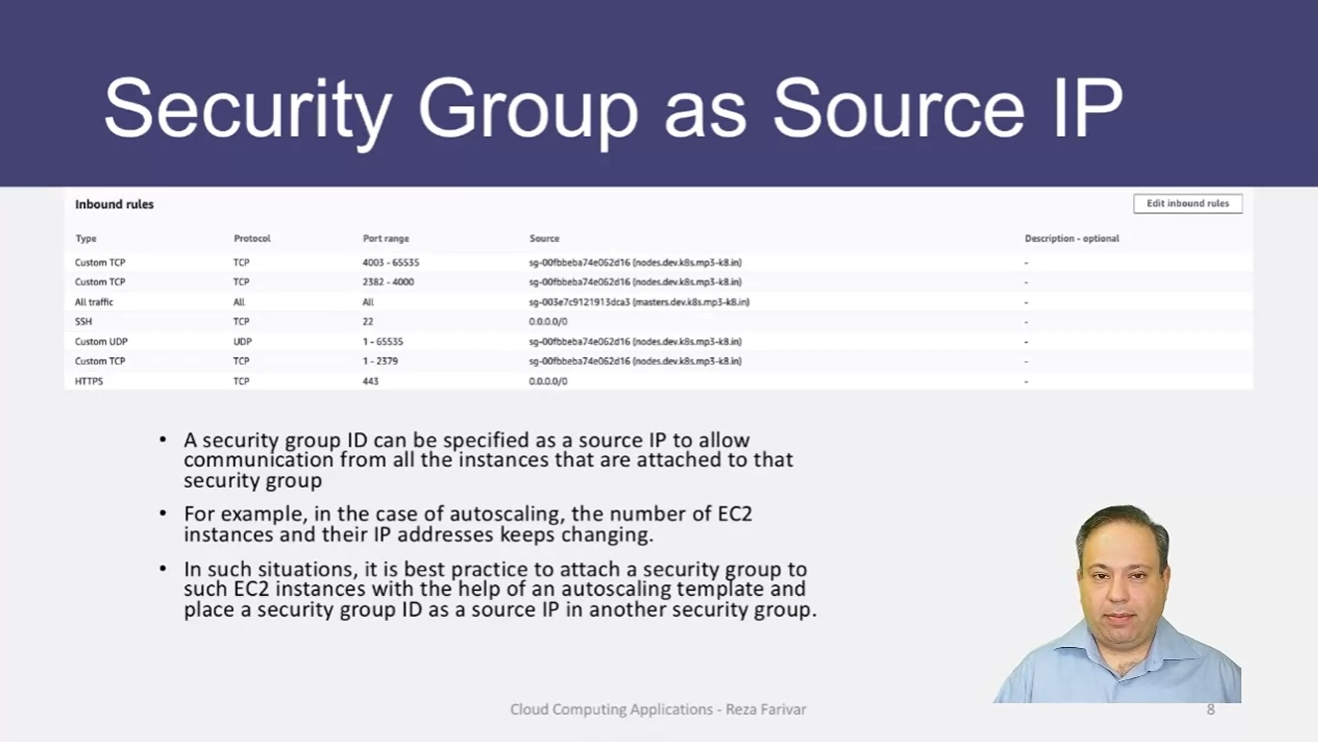 Security Group as Source IP
Inbound rules
Edit inbound rules
Type Protocol Port range Source Description - optional
Custom TCP TCP 4003 - 65535 sg-00fbbeba74e062d16 (nodes.dev.k8s.mp3-k8.in) -
Custom TCP TCP 2382 - 4000 sg-00fbbeba74e062d16 (nodes.dev.k8s.mp3-k8.in) -
All traffic All All sg-003e7c9121913dca3 (masters.dev.k8s.mp3-k8.in) -
SSH TCP 22 0.0.0.0/0 -
Custom UDP UDP 1 - 65535 sg-00fbbeba74e062d16 (nodes.dev.k8s.mp3-k8.in) -
Custom TCP TCP 1 - 2379 sg-00fbbeba74e062d16 (nodes.dev.k8s.mp3-k8.in) -
HTTPS TCP 443 0.0.0.0/0 -
• A security group ID can be specified as a source IP to allow
communication from all the instances that are attached to that
security group
• For example, in the case of autoscaling, the number of EC2
instances and their IP addresses keeps changing.
• In such situations, it is best practice to attach a security group to
such EC2 instances with the help of an autoscaling template and
place a security group ID as a source IP in another security group.
Cloud Computing Applications - Reza Farivar
8